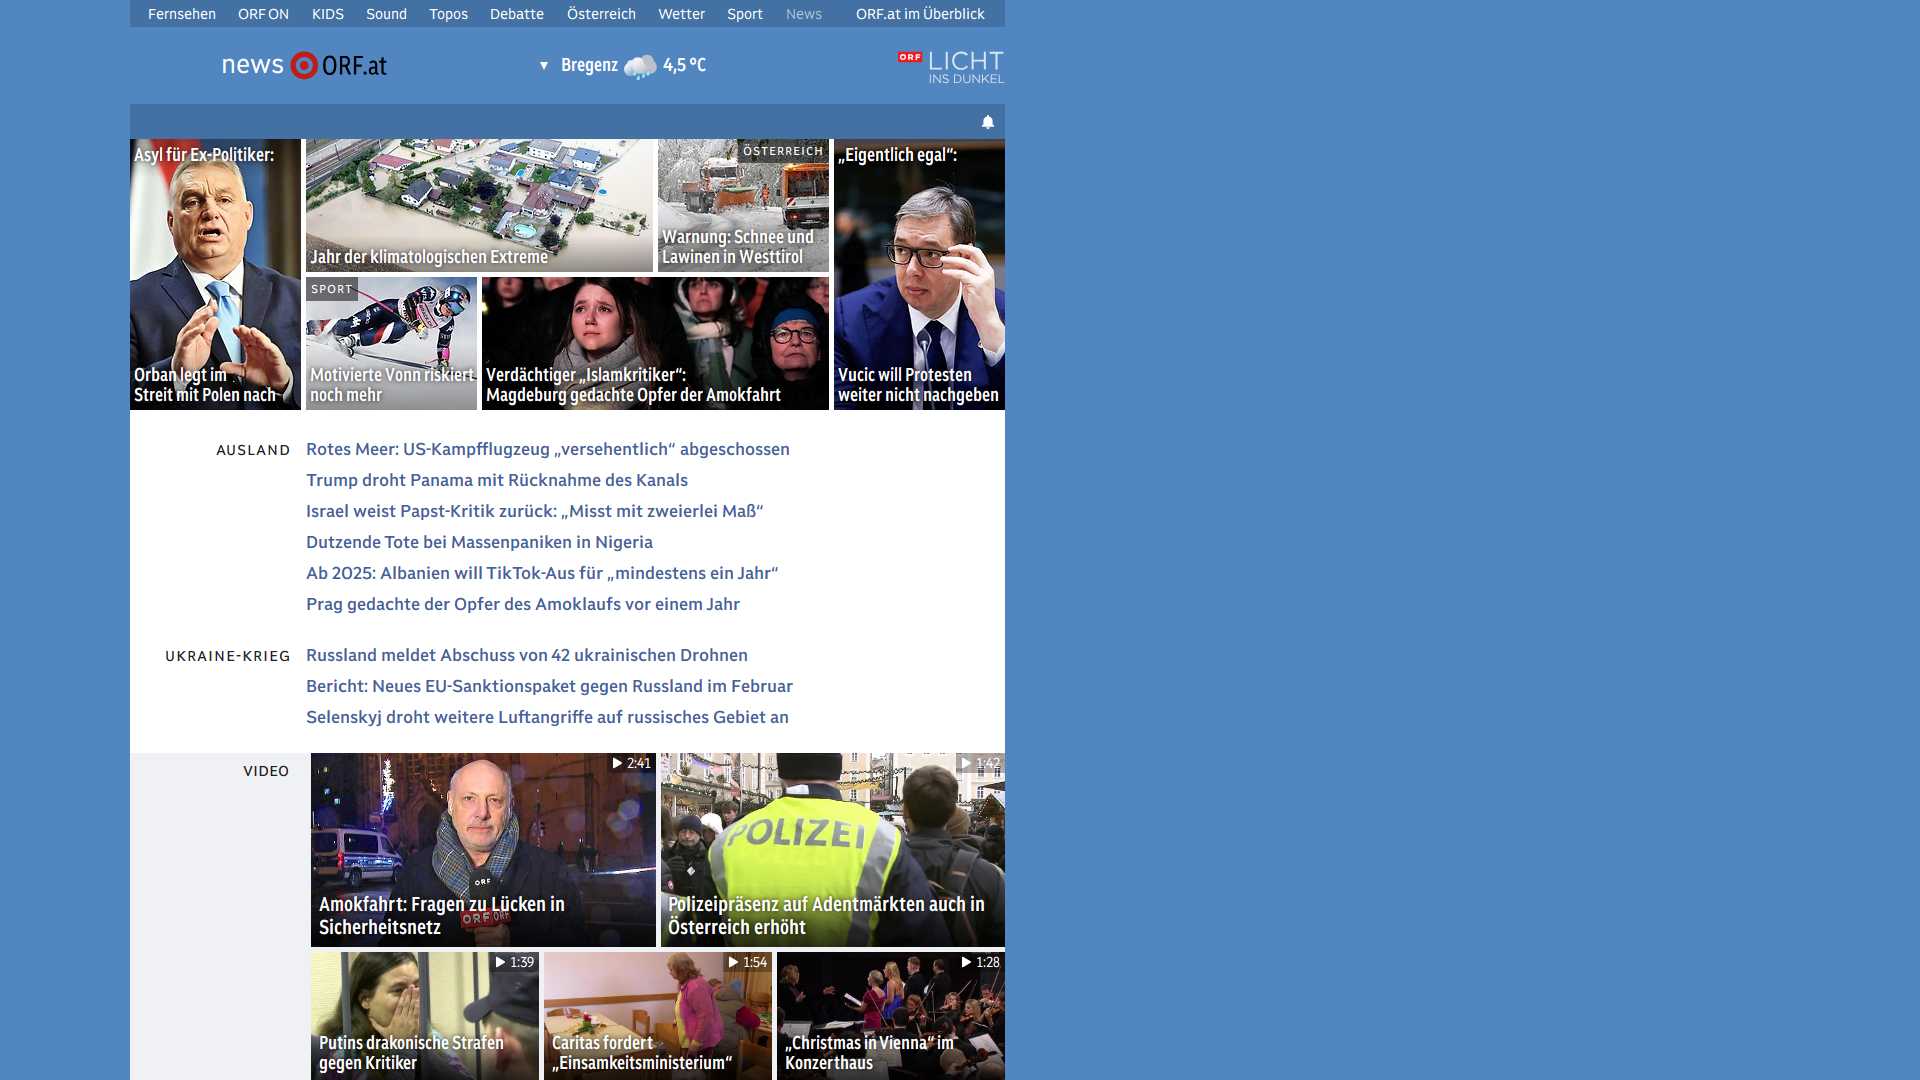 Fernsehen ORF ON KIDS Sound Topos Debatte Österreich Wetter Sport News ORF.at im Überblick
news ORF.at
Bregenz 4,5 °C
ORF LICHT
INS DUNKEL
Asyl für Ex-Politiker:
Orban legt im
Streit mit Polen nach
Jahr der klimatologischen Extreme
ÖSTERREICH
Warnung: Schnee und
Lawinen in Westtirol
„Eigentlich egal“:
Vucic will Protesten
weiter nicht nachgeben
SPORT
Motivierte Vonn riskiert
noch mehr
Verdächtiger „Islamkritiker“:
Magdeburg gedachte Opfer der Amokfahrt
AUSLAND
Rotes Meer: US-Kampfflugzeug „versehentlich“ abgeschossen
Trump droht Panama mit Rücknahme des Kanals
Israel weist Papst-Kritik zurück: „Misst mit zweierlei Maß“
Dutzende Tote bei Massenpaniken in Nigeria
Ab 2025: Albanien will TikTok-Aus für „mindestens ein Jahr“
Prag gedachte der Opfer des Amoklaufs vor einem Jahr
UKRAINE-KRIEG
Russland meldet Abschuss von 42 ukrainischen Drohnen
Bericht: Neues EU-Sanktionspaket gegen Russland im Februar
Selenskyj droht weitere Luftangriffe auf russisches Gebiet an
VIDEO
2:41
ORF
ORF ORF
Amokfahrt: Fragen zu Lücken in
Sicherheitsnetz
1:42
POLIZEI
Polizeipräsenz auf Adentmärkten auch in
Österreich erhöht
1:39
Putins drakonische Strafen
gegen Kritiker
1:54
Caritas fordert
„Einsamkeitsministerium“
1:28
„Christmas in Vienna“ im
Konzerthaus